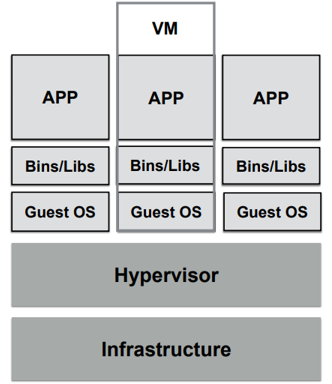 VM
APP
APP
APP
Bins/Libs
Bins/Libs
Bins/Libs
Guest OS
Guest OS
Guest OS
Hypervisor
Infrastructure